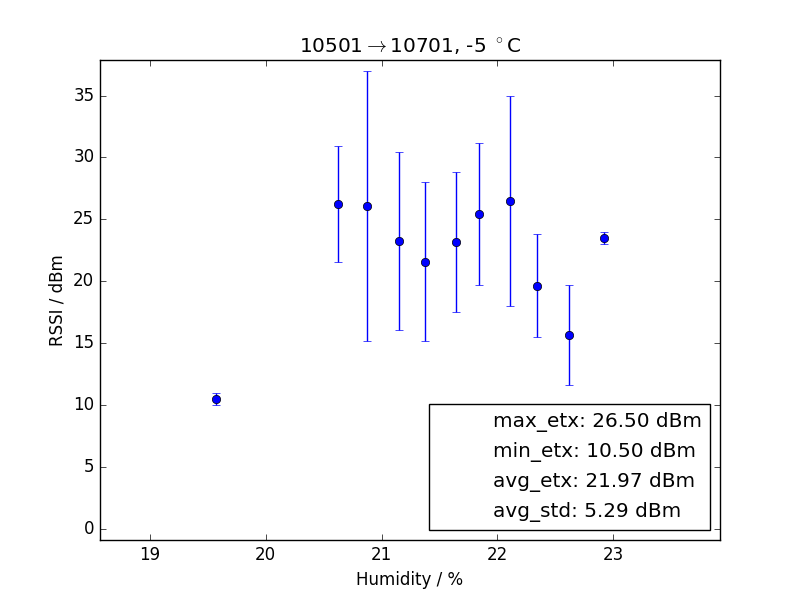 10501→10701, -5 °C
RSSI / dBm
35
30
25
20
15
10
5
0
max_etx: 26.50 dBm
min_etx: 10.50 dBm
avg_etx: 21.97 dBm
avg_std: 5.29 dBm
19 20 21 22 23
Humidity / %